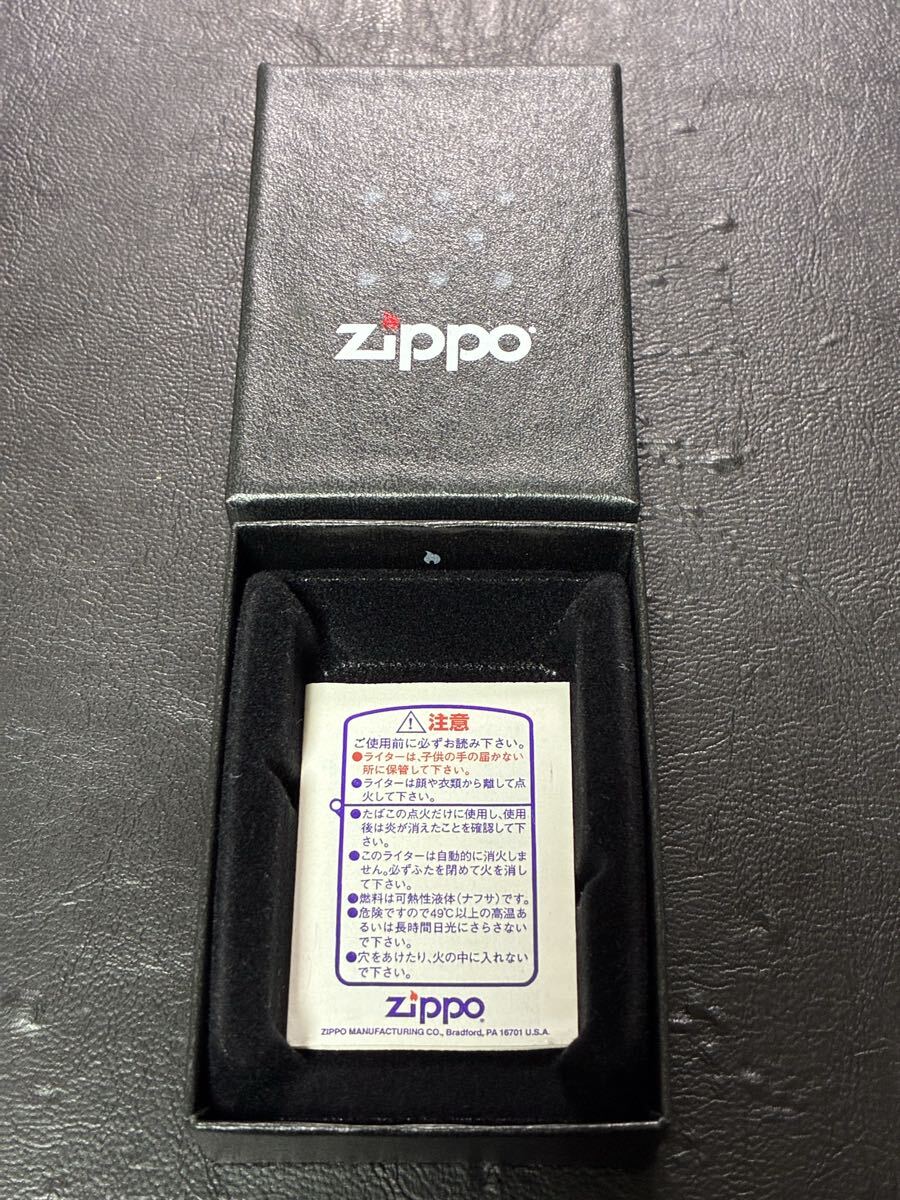 zippo
注意
ご使用前に必ずお読み下さい。
●ライターは、子供の手の届かない
所に保管して下さい。
●ライターは顔や衣類から離して点
火して下さい。
●たばこの点火だけに使用し、使用
後は炎が消えたことを確認して下
さい。
●このライターは自動的に消火しま
せん。必ずふたを閉めて火を消し
て下さい。
●燃料は可熱性液体(ナフサ)です。
●危険ですので49℃以上の高温あ
るいは長時間日光にさらさない
で下さい。
●穴をあけたり、火の中に入れない
で下さい。
zippo
ZIPPO MANUFACTURING CO., Bradford, PA 16701 U.S.A.